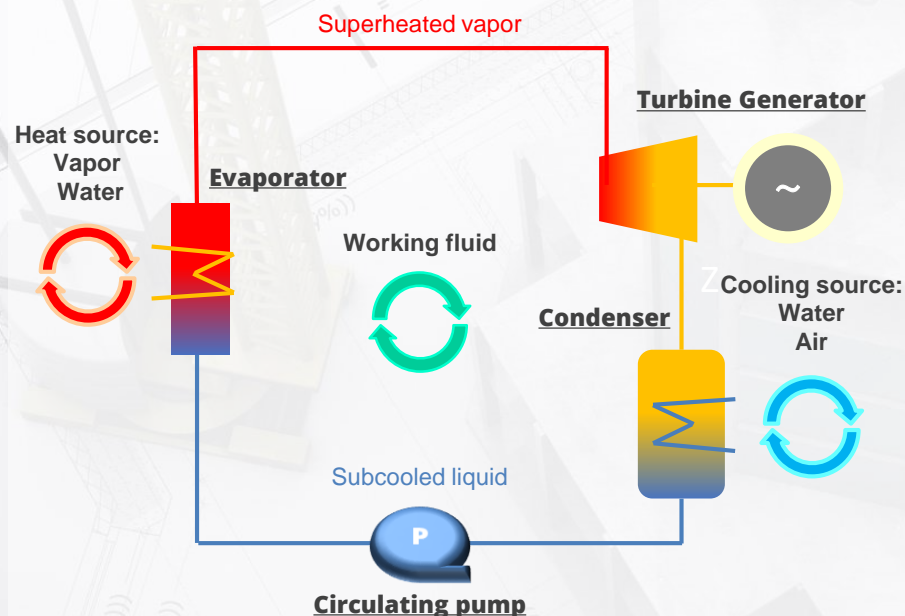 Superheated vapor
Turbine Generator
Heat source:
Vapor
Water
Evaporator
~
Working fluid
Z
Cooling source:
Water
Air
Condenser
Subcooled liquid
P
Circulating pump
%))